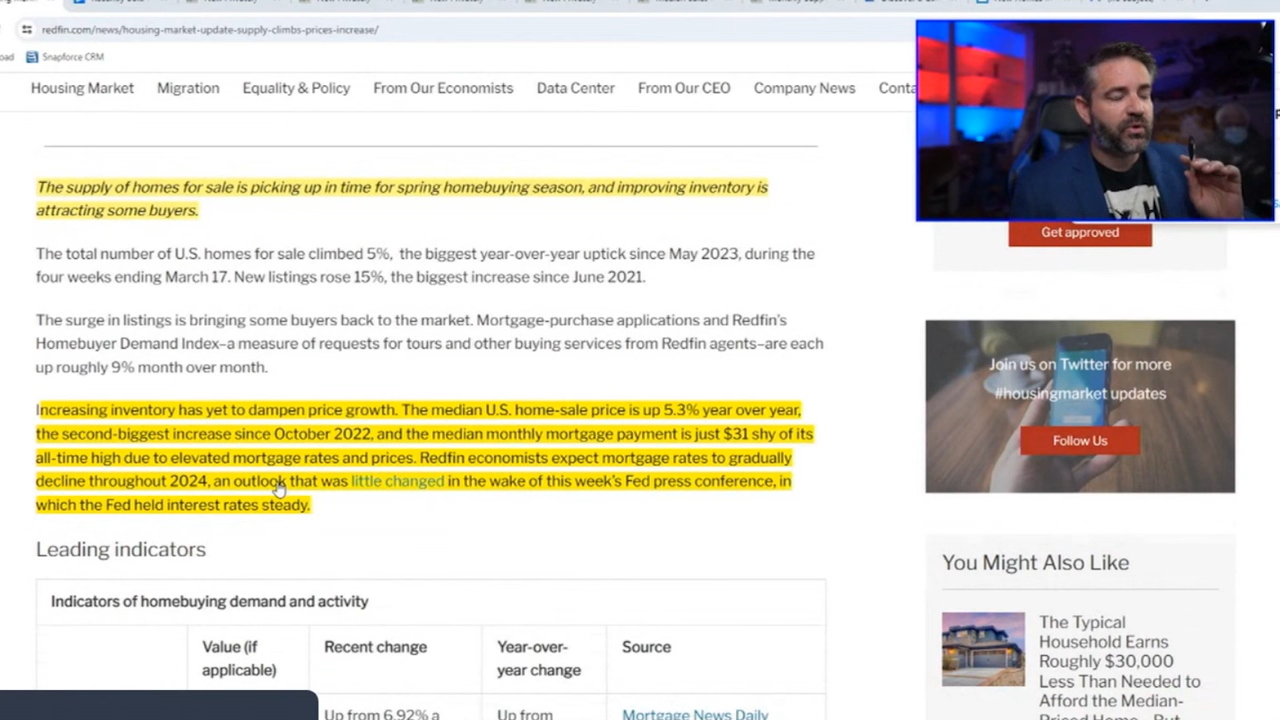 redfin.com/news/housing-market-update-supply-climbs-prices-increase/
oad Snapforce CRM
Housing Market Migration Equality & Policy From Our Economists Data Center From Our CEO Company News Conta
The supply of homes for sale is picking up in time for spring homebuying season, and improving inventory is
attracting some buyers.
The total number of U.S. homes for sale climbed 5%, the biggest year-over-year uptick since May 2023, during the
four weeks ending March 17. New listings rose 15%, the biggest increase since June 2021.
The surge in listings is bringing some buyers back to the market. Mortgage-purchase applications and Redfin's
Homebuyer Demand Index–a measure of requests for tours and other buying services from Redfin agents–are each
up roughly 9% month over month.
Increasing inventory has yet to dampen price growth. The median U.S. home-sale price is up 5.3% year over year,
the second-biggest increase since October 2022, and the median monthly mortgage payment is just $31 shy of its
all-time high due to elevated mortgage rates and prices. Redfin economists expect mortgage rates to gradually
decline throughout 2024, an outlook that was little changed in the wake of this week's Fed press conference, in
which the Fed held interest rates steady.
Leading indicators
Indicators of homebuying demand and activity
Value (if
applicable)
Recent change
Year-over-
year change
Source
Up from 6.92% a
Up from
Mortgage News Daily
Get approved
Join us on Twitter for more
#housingmarket updates
Follow Us
You Might Also Like
The Typical
Household Earns
Roughly $30,000
Less Than Needed to
Afford the Median-
Priced Home—But